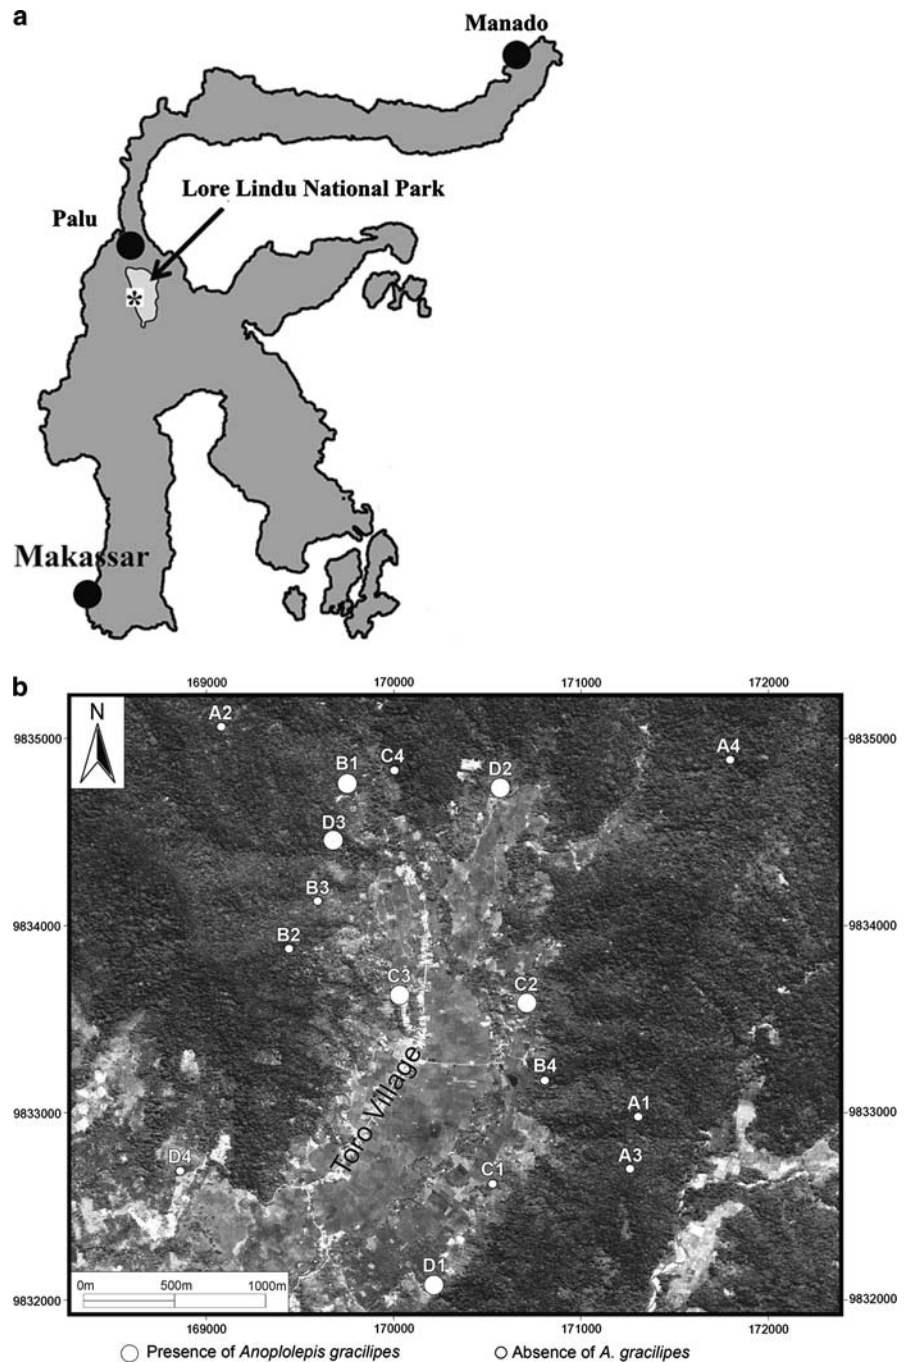 a
Manado
Lore Lindu National Park
Palu
*
Makassar
b
169000 170000 171000 172000
N
9835000 9835000
A2
A4
C4
B1
D2
D3
B3
9834000 9834000
B2
C3
C2
Toro Village
B4
9833000 9833000
A1
A3
D4
C1
D1
0m 500m 1000m
9832000 9832000
169000 170000 171000 172000
Presence of Anoplolepis gracilipes
Absence of A. gracilipes